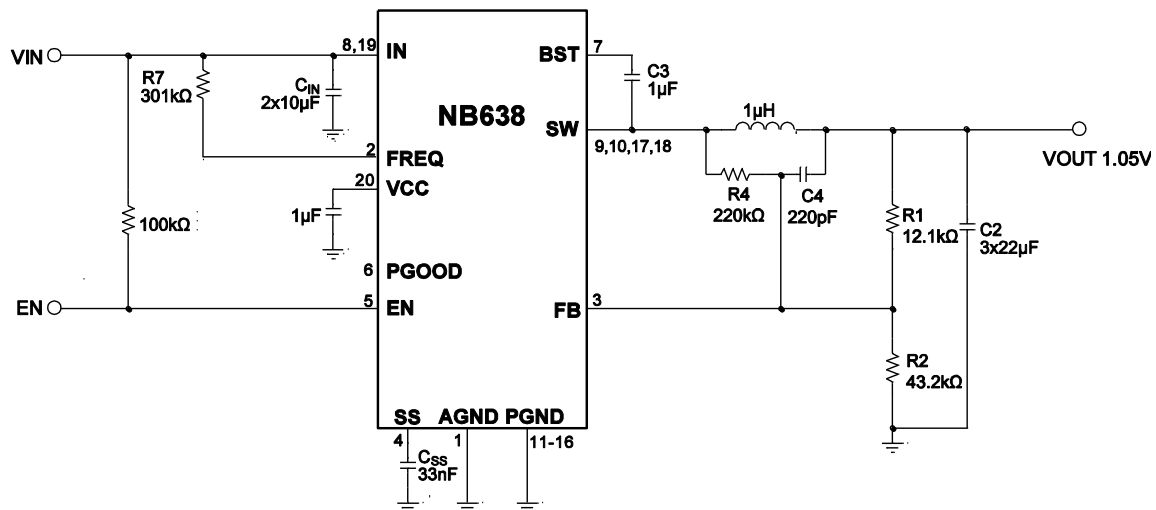 VIN
8,19
IN
BST
7
R7
301kΩ
CIN
2x10µF
C3
1µF
NB638
SW
9,10,17,18
1µH
VOUT 1.05V
2
FREQ
20
VCC
1µF
R4
220kΩ
C4
220pF
100kΩ
R1
12.1kΩ
C2
3x22µF
6
PGOOD
EN
5
EN
FB
3
R2
43.2kΩ
SS
AGND
PGND
4
1
11-16
CSS
33nF